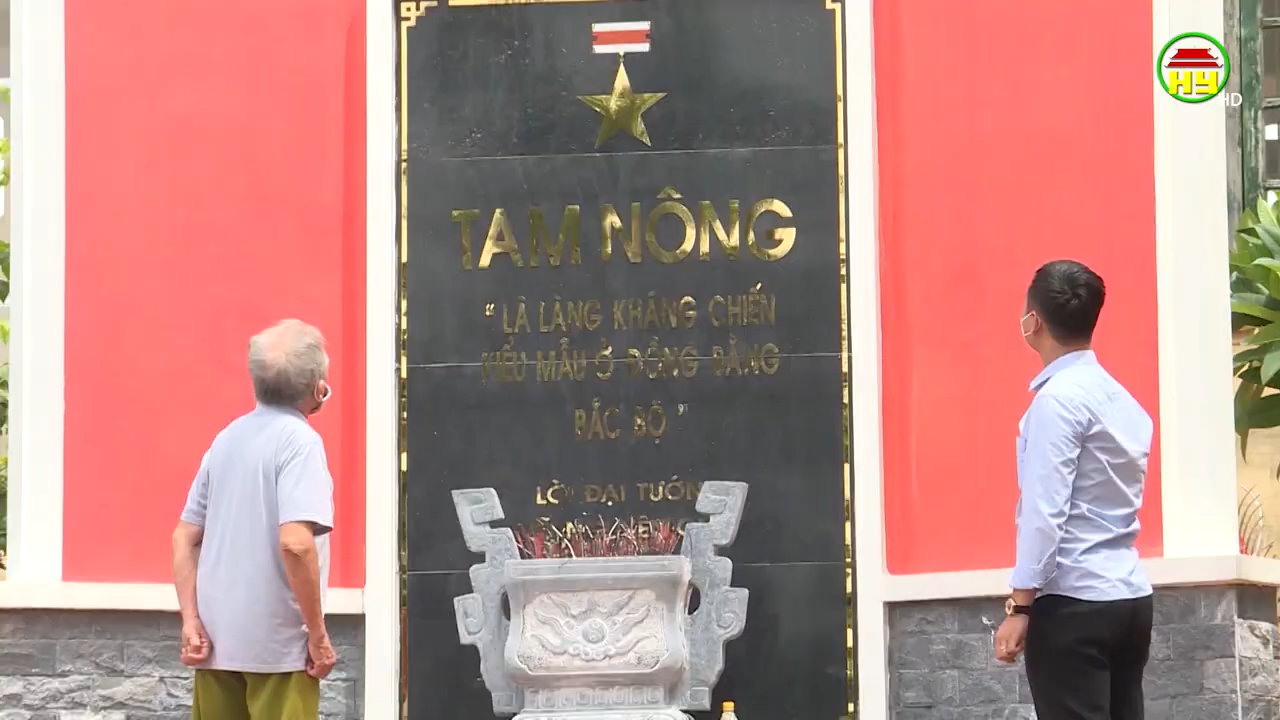 HY
HD
TAM NÔNG
“ LÀ LÀNG KHÁNG CHIẾN
KIỂU MẪU Ở ĐỒNG BẰNG
BẮC BỘ ”
LỜI ĐẠI TƯỚNG